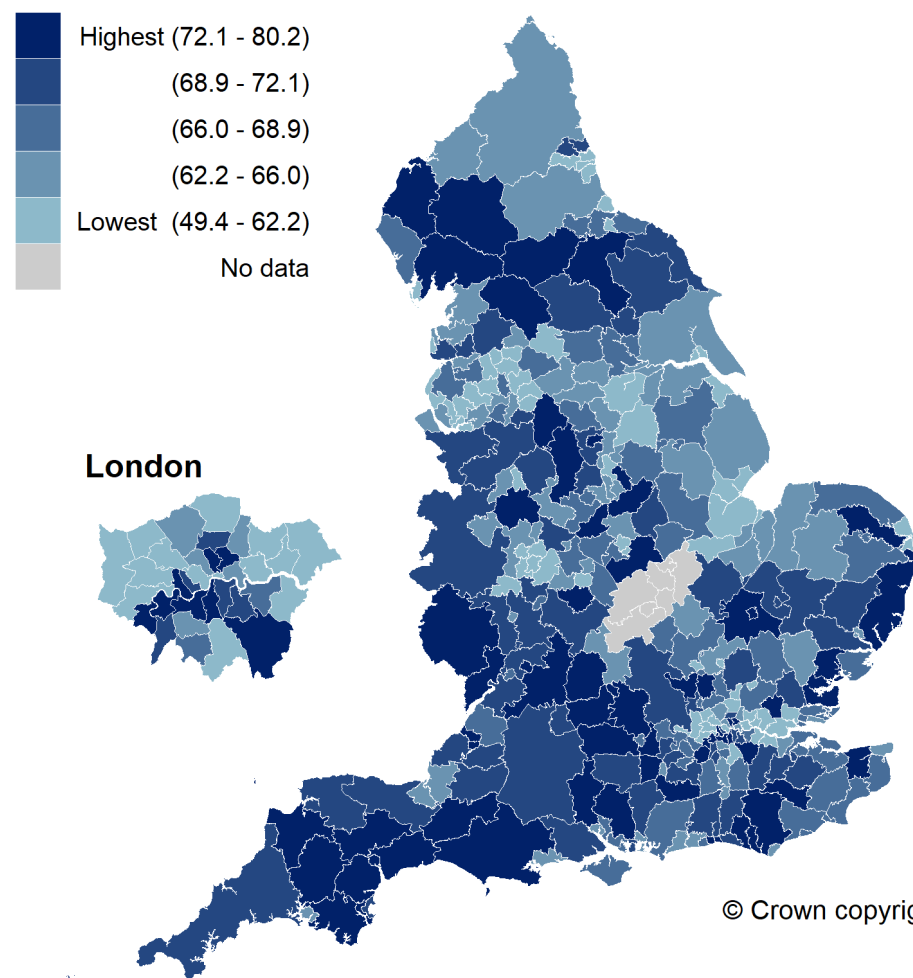 Highest (72.1 - 80.2)
(68.9 - 72.1)
(66.0 - 68.9)
(62.2 - 66.0)
Lowest (49.4 - 62.2)
No data
London
© Crown copyrig